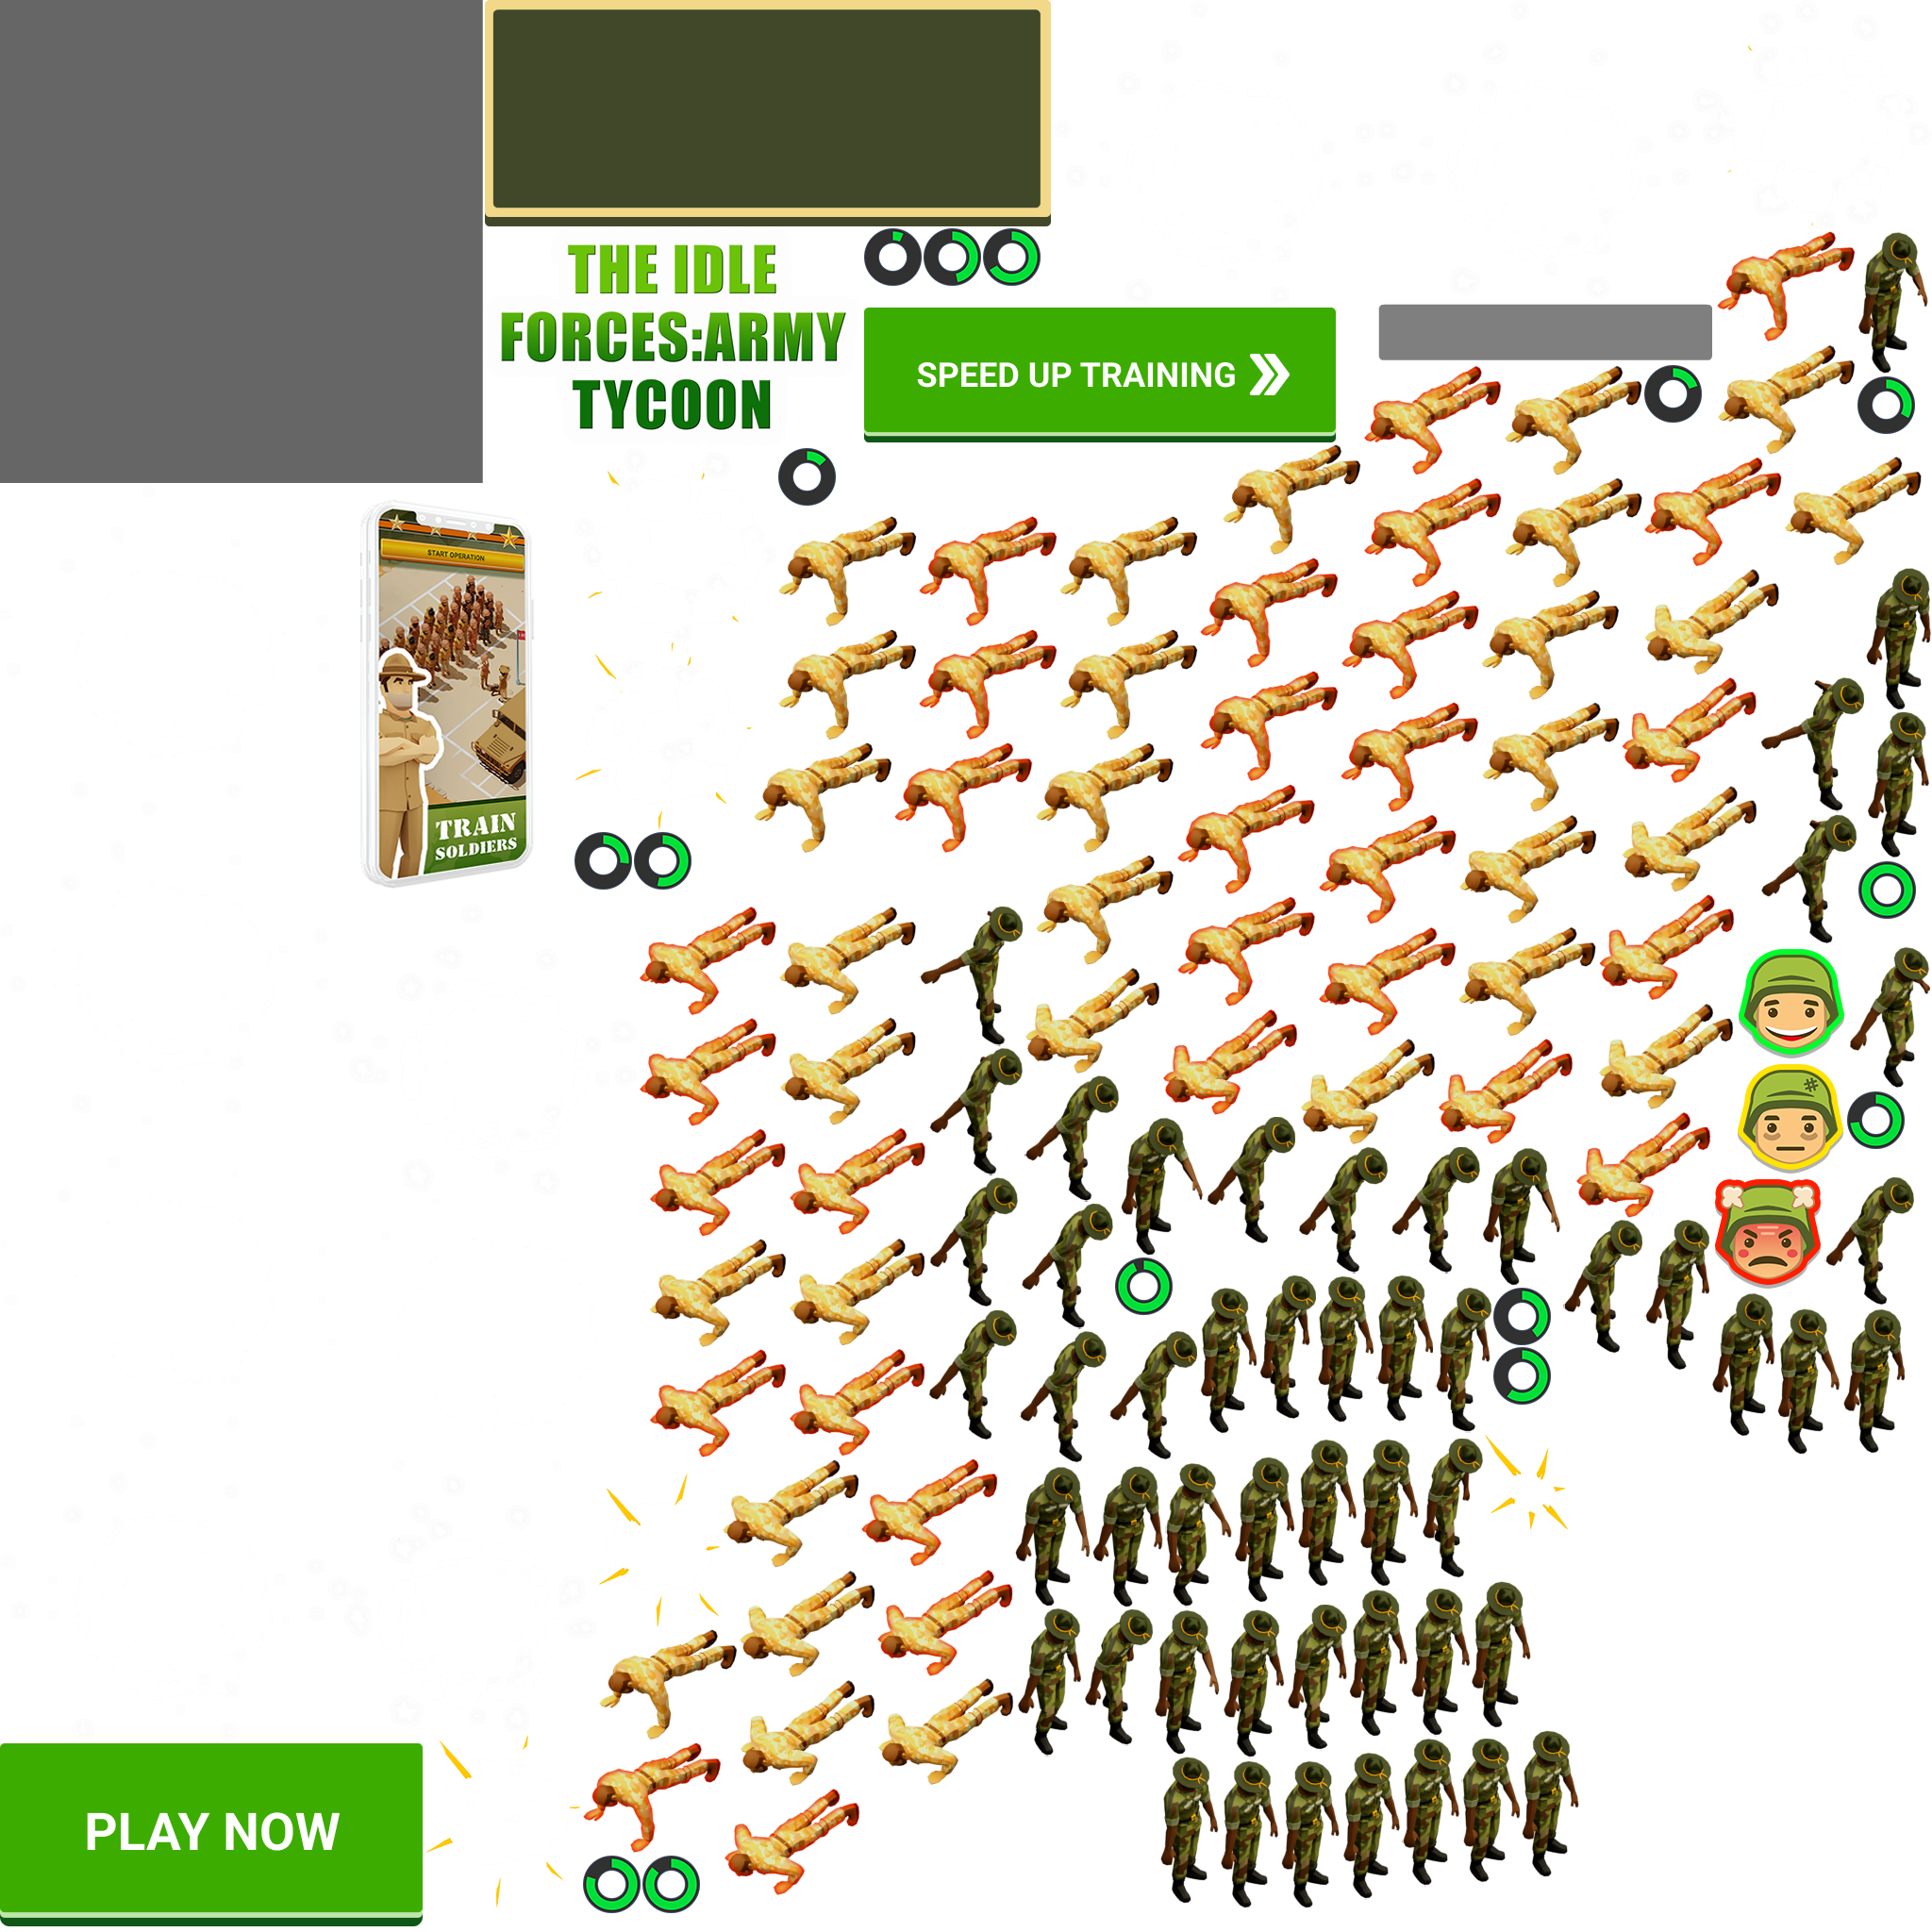 THE IDLE
FORCES:ARMY
TYCOON
SPEED UP TRAINING
START OPERATION
TRAIN
SOLDIERS
PLAY NOW